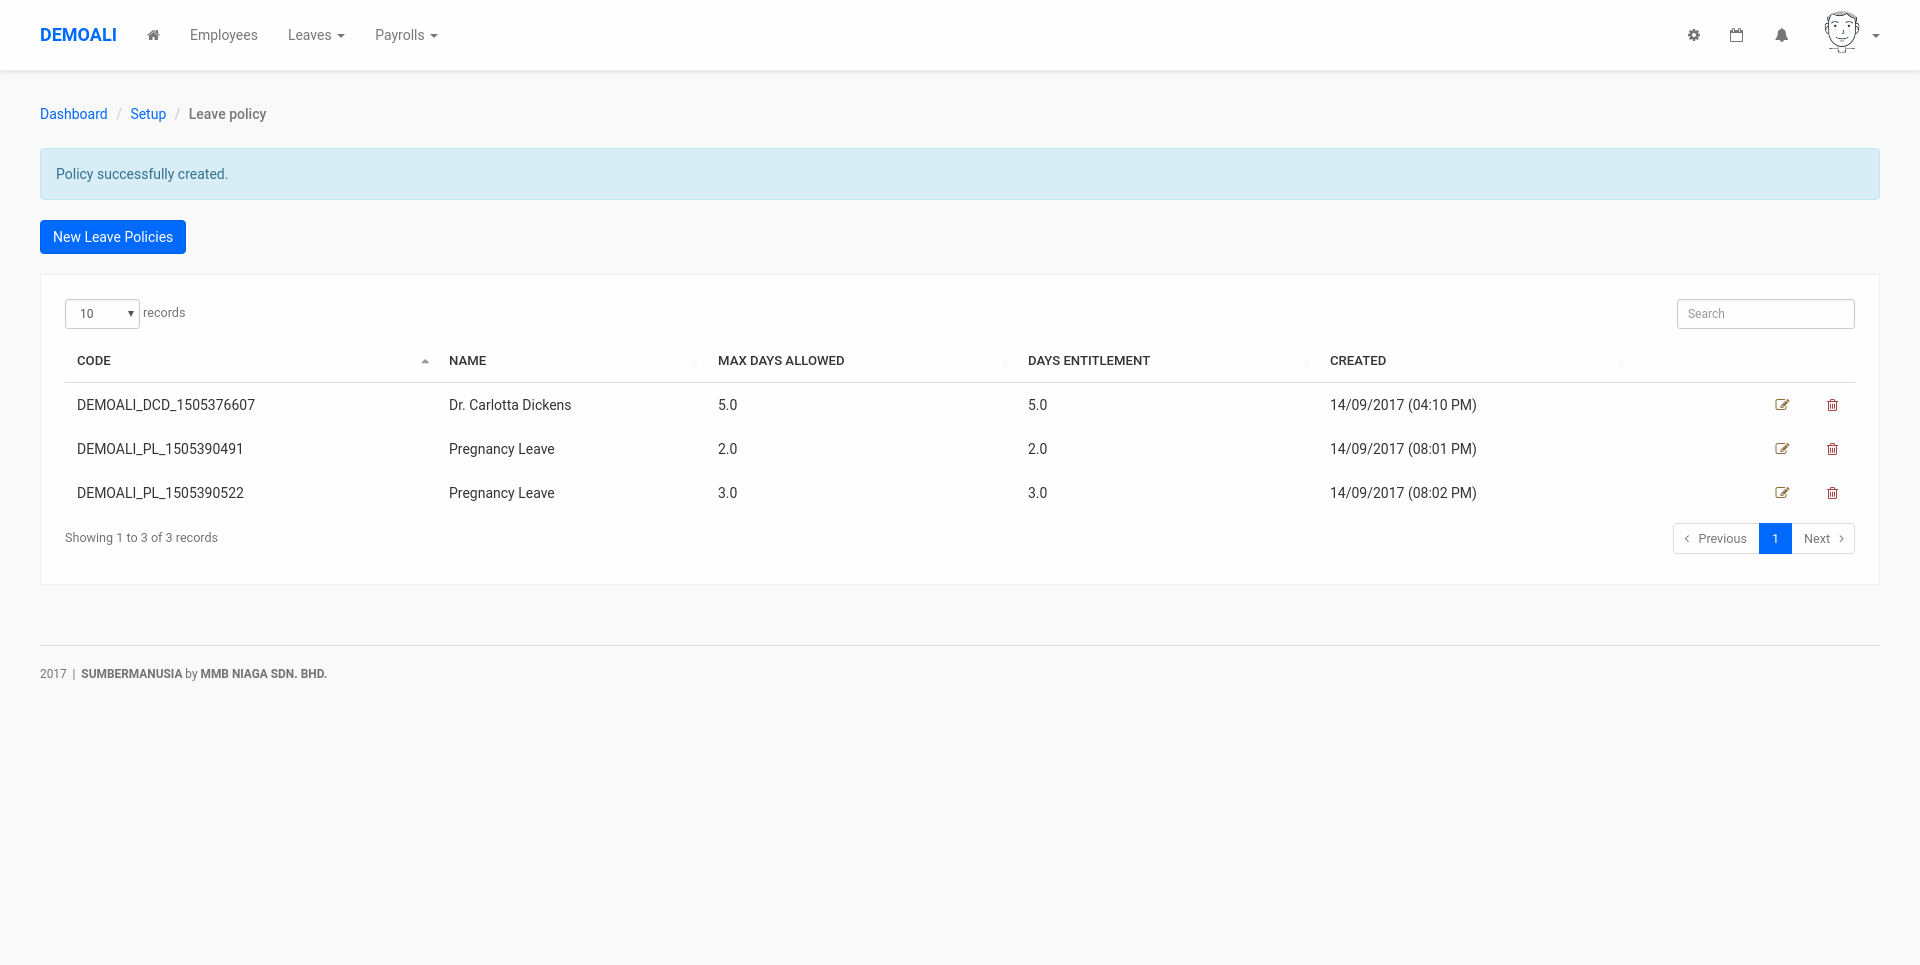 DEMOALI Employees Leaves Payrolls
Dashboard / Setup / Leave policy
Policy successfully created.
New Leave Policies
10 records Search
CODE NAME MAX DAYS ALLOWED DAYS ENTITLEMENT CREATED
DEMOALI_DCD_1505376607 Dr. Carlotta Dickens 5.0 5.0 14/09/2017 (04:10 PM)
DEMOALI_PL_1505390491 Pregnancy Leave 2.0 2.0 14/09/2017 (08:01 PM)
DEMOALI_PL_1505390522 Pregnancy Leave 3.0 3.0 14/09/2017 (08:02 PM)
Showing 1 to 3 of 3 records Previous 1 Next
2017 | SUMBERMANUSIA by MMB NIAGA SDN. BHD.